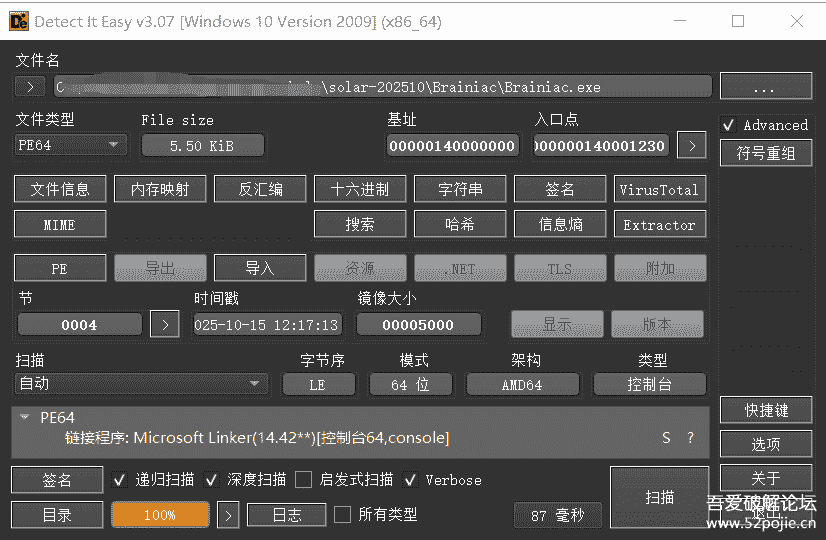 Detect It Easy v3.07 [Windows 10 Version 2009] (x86_64)
文件名
> \solar-202510\Brainiac\Brainiac.exe ...
文件类型 File size 基址 入口点 Advanced
PE64 5.50 KiB 00000140000000 000000140001230 > 符号重组
文件信息 内存映射 反汇编 十六进制 字符串 签名 VirusTotal
MIME 搜索 哈希 信息熵 Extractor
PE 导出 导入 资源 .NET TLS 附加
节 时间戳 镜像大小
0004 > 025-10-15 12:17:13 00005000 显示 版本
扫描 字节序 模式 架构 类型
自动 LE 64 位 AMD64 控制台
PE64 快捷键
链接程序: Microsoft Linker(14.42**)[控制台64,console] S ?
选项
签名 递归扫描 深度扫描 启发式扫描 Verbose 扫描 关于
目录 100% > 日志 所有类型 87 毫秒
吾爱破解论坛
www.52pojie.cn